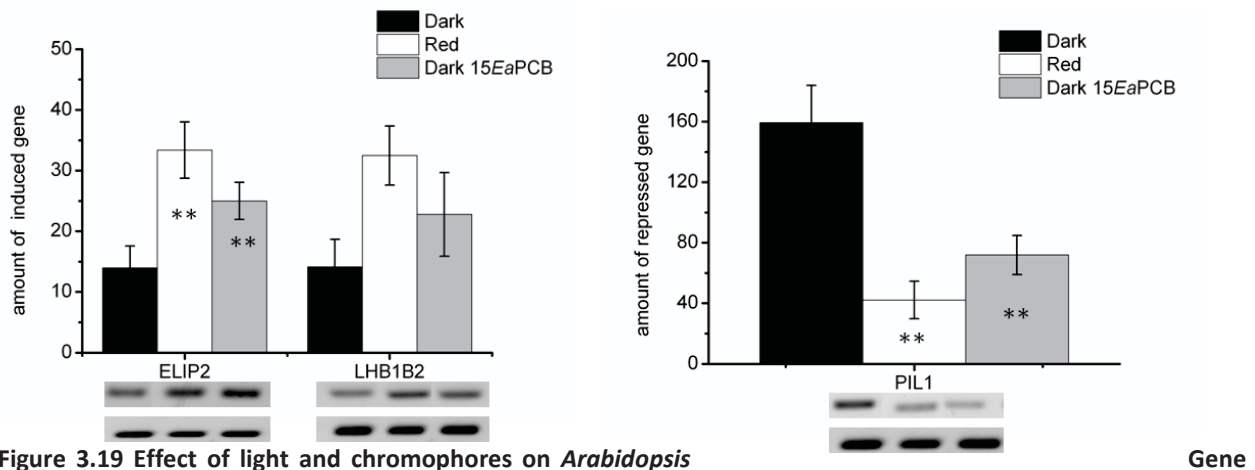 Dark
Red
Dark 15EaPCB
50
40
30
20
10
0
amount of induced gene
**
**
ELIP2
LHB1B2
Dark
Red
Dark 15EaPCB
200
160
120
80
40
0
amount of repressed gene
**
**
PIL1
Figure 3.19 Effect of light and chromophores on Arabidopsis Gene